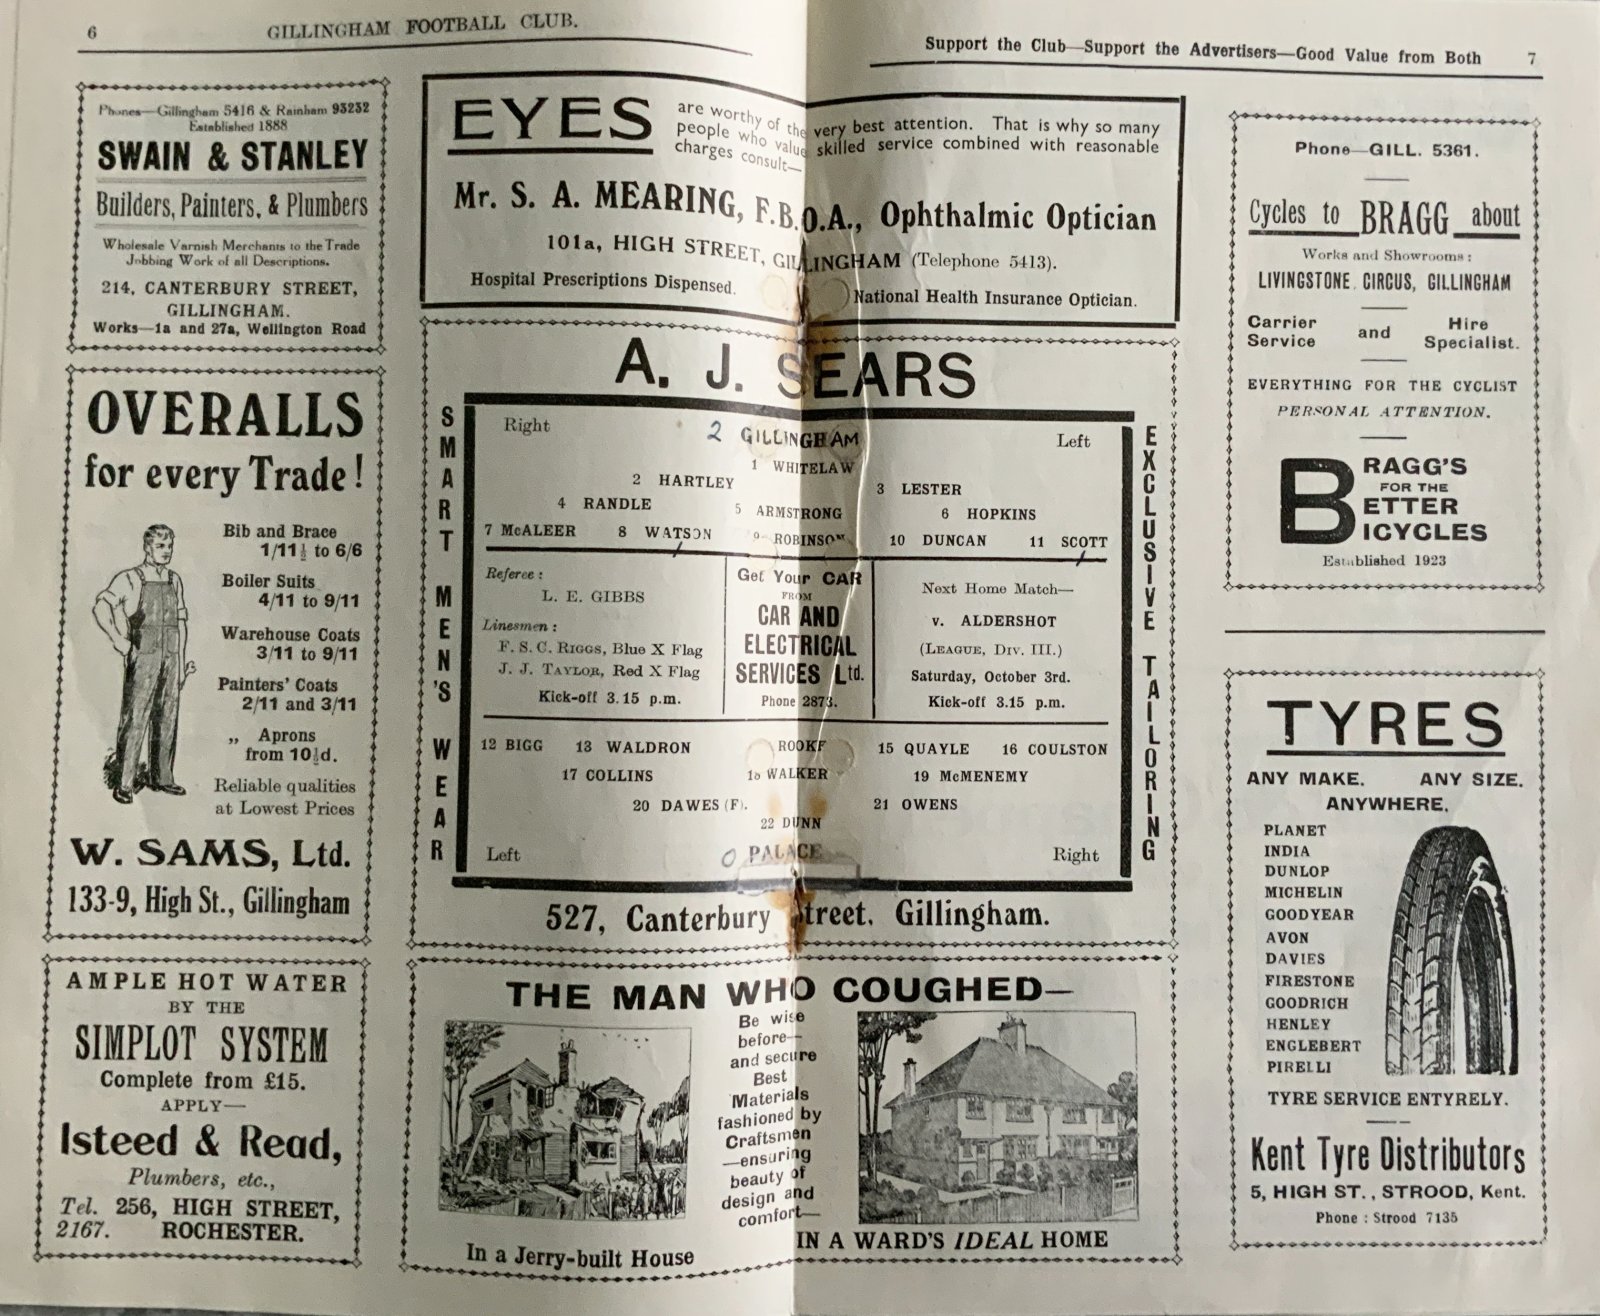 6
GILLINGHAM FOOTBALL CLUB.
Phones—Gillingham 5416 & Rainham 93232
Established 1888
SWAIN & STANLEY
Builders, Painters, & Plumbers
Wholesale Varnish Merchants to the Trade
Jobbing Work of all Descriptions.
214, CANTERBURY STREET,
GILLINGHAM.
Works—1a and 27a, Wellington Road
OVERALLS
for every Trade!
Bib and Brace
1/11½ to 6/6
Boiler Suits
4/11 to 9/11
Warehouse Coats
3/11 to 9/11
Painters' Coats
2/11 and 3/11
„ Aprons
from 10½d.
Reliable qualities
at Lowest Prices
W. SAMS, Ltd.
133-9, High St., Gillingham
AMPLE HOT WATER
BY THE
SIMPLOT SYSTEM
Complete from £15.
APPLY—
Isteed & Read,
Plumbers, etc.,
Tel. 256, HIGH STREET,
2167. ROCHESTER.
EYES
are worthy of the very best attention. That is why so many
people who value skilled service combined with reasonable
charges consult—
Mr. S. A. MEARING, F.B.O.A., Ophthalmic Optician
101a, HIGH STREET, GILLINGHAM (Telephone 5413).
Hospital Prescriptions Dispensed. National Health Insurance Optician.
A. J. SEARS
SMART MEN'S WEAR
Right 2 GILLINGHAM Left
1 WHITELAW
2 HARTLEY 3 LESTER
4 RANDLE 5 ARMSTRONG 6 HOPKINS
7 McALEER 8 WATSON 9 ROBINSON 10 DUNCAN 11 SCOTT
Referee :
L. E. GIBBS
Linesmen :
F. S. C. RIGGS, Blue X Flag
J. J. TAYLOR, Red X Flag
Kick-off 3.15 p.m.
Get Your CAR
FROM
CAR AND
ELECTRICAL
SERVICES Ltd.
Phone 2873.
Next Home Match—
v. ALDERSHOT
(LEAGUE, DIV. III.)
Saturday, October 3rd.
Kick-off 3.15 p.m.
12 BIGG 13 WALDRON ROOKE 15 QUAYLE 16 COULSTON
17 COLLINS 18 WALKER 19 McMENEMY
20 DAWES (F). 21 OWENS
22 DUNN
Left 0 PALACE Right
EXCLUSIVE TAILORING
527, Canterbury Street, Gillingham.
THE MAN WHO COUGHED—
Be wise
before—
and secure
Best
Materials
fashioned by
Craftsmen
—ensuring
beauty of
design and
comfort—
In a Jerry-built House
IN A WARD'S IDEAL HOME
Support the Club—Support the Advertisers—Good Value from Both
7
Phone—GILL. 5361.
Cycles to BRAGG about
Works and Showrooms :
LIVINGSTONE CIRCUS, GILLINGHAM
Carrier Service and Hire Specialist.
EVERYTHING FOR THE CYCLIST
PERSONAL ATTENTION.
BRAGG'S
FOR THE
BETTER
BICYCLES
Established 1923
TYRES
ANY MAKE. ANY SIZE.
ANYWHERE.
PLANET
INDIA
DUNLOP
MICHELIN
GOODYEAR
AVON
DAVIES
FIRESTONE
GOODRICH
HENLEY
ENGLEBERT
PIRELLI
TYRE SERVICE ENTYRELY.
Kent Tyre Distributors
5, HIGH ST., STROOD, Kent.
Phone : Strood 7135